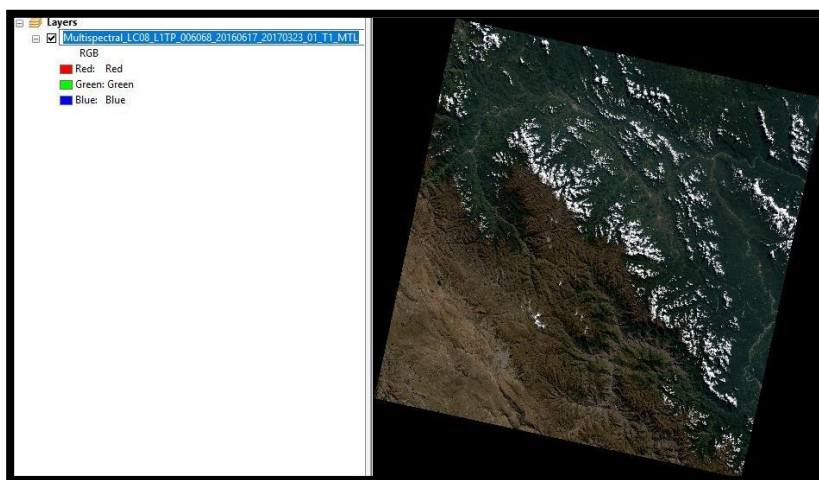 Layers
Multispectral_LC08_L1TP_006068_20160617_20170323_01_T1_MTL
RGB
Red: Red
Green: Green
Blue: Blue